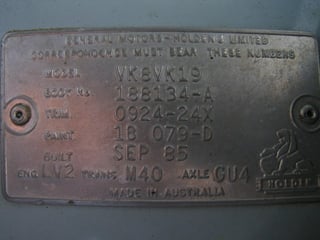 GENERAL MOTORS-HOLDEN'S LIMITED
CORRESPONDENCE MUST BEAR THESE NUMBERS
MODEL VK8VK19
BODY No. 188134-A
TRIM. 0924-24X
PAINT 18 079-D
BUILT SEP 85
ENG LV2 TRANS M40 AXLE GU4
HOLDEN
MADE IN AUSTRALIA